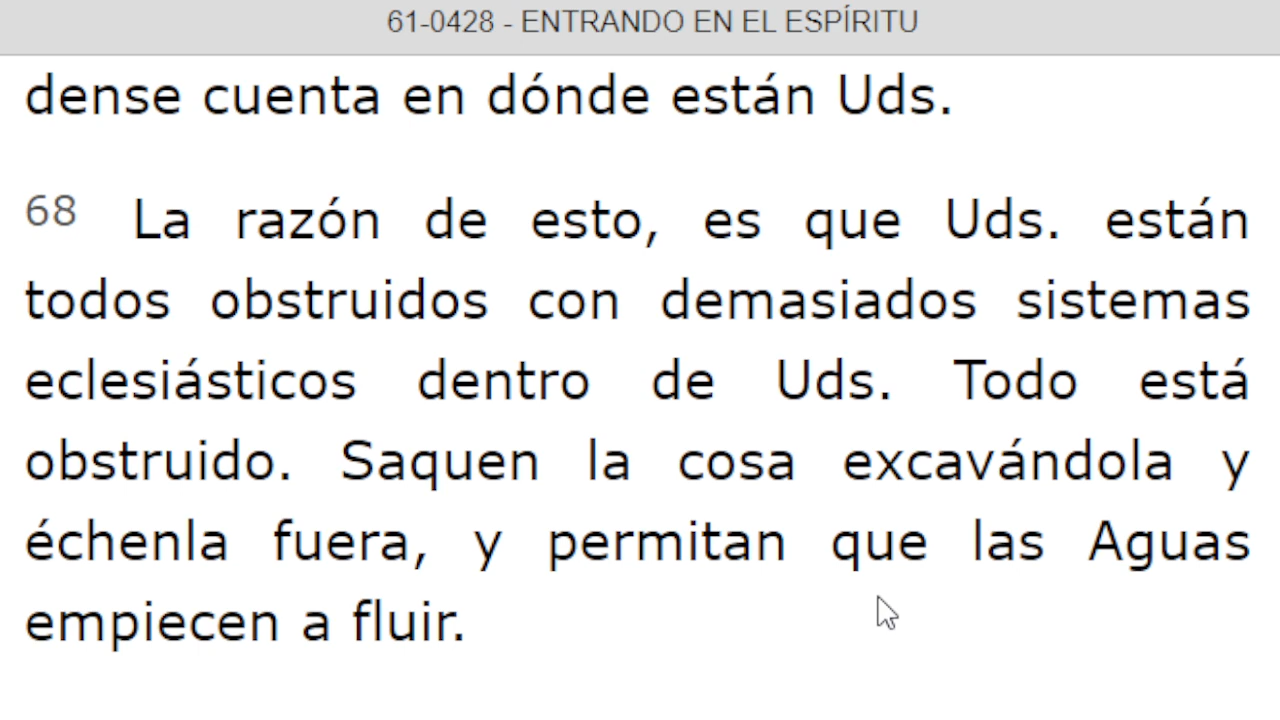 61-0428 - ENTRANDO EN EL ESPÍRITU
dense cuenta en dónde están Uds.
68 La razón de esto, es que Uds. están
todos obstruidos con demasiados sistemas
eclesiásticos dentro de Uds. Todo está
obstruido. Saquen la cosa excavándola y
échenla fuera, y permitan que las Aguas
empiecen a fluir.